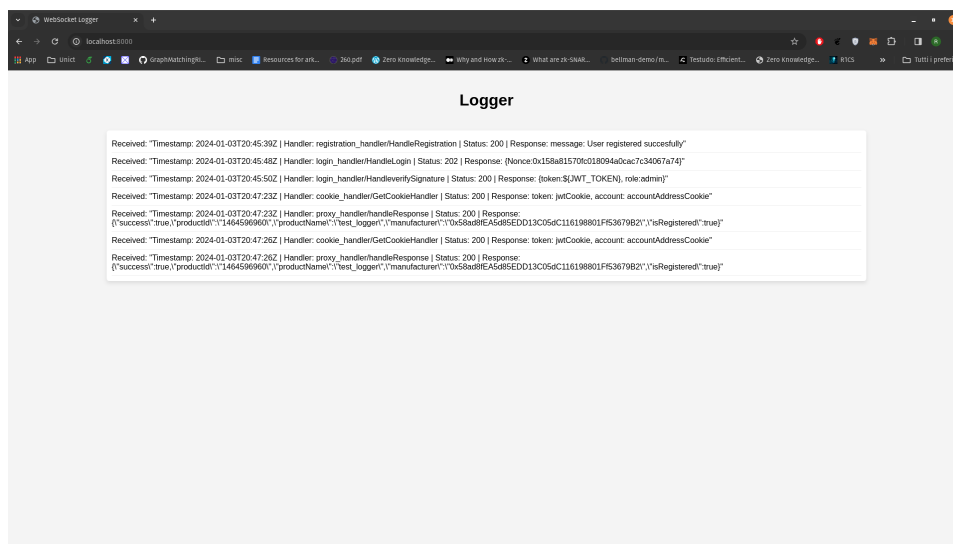 WebSocket Logger
localhost:8000
App Unict GraphMatchingRi... misc Resources for ark... 260.pdf Zero Knowledge... Why and How zk-... What are zk-SNAR... bellman-demo/m... Testudo: Efficient... Zero Knowledge... RTCS » Tutti i preferi
Logger
Received: "Timestamp: 2024-01-03T20:45:39Z | Handler: registration_handler/HandleRegistration | Status: 200 | Response: message: User registered succesfully"
Received: "Timestamp: 2024-01-03T20:45:48Z | Handler: login_handler/HandleLogin | Status: 202 | Response: {Nonce:0x158a81570fc018094a0cac7c34067a74}"
Received: "Timestamp: 2024-01-03T20:45:50Z | Handler: login_handler/HandleverifySignature | Status: 200 | Response: {token:${JWT_TOKEN}, role:admin}"
Received: "Timestamp: 2024-01-03T20:47:23Z | Handler: cookie_handler/GetCookieHandler | Status: 200 | Response: token: jwtCookie, account: accountAddressCookie"
Received: "Timestamp: 2024-01-03T20:47:23Z | Handler: proxy_handler/handleResponse | Status: 200 | Response:
{\"success\":true,\"productId\":\"1464596960\",\"productName\":\"test_logger\",\"manufacturer\":\"0x58ad8fEA5d85EDD13C05dC116198801Ff53679B2\",\"isRegistered\":true}"
Received: "Timestamp: 2024-01-03T20:47:26Z | Handler: cookie_handler/GetCookieHandler | Status: 200 | Response: token: jwtCookie, account: accountAddressCookie"
Received: "Timestamp: 2024-01-03T20:47:26Z | Handler: proxy_handler/handleResponse | Status: 200 | Response:
{\"success\":true,\"productId\":\"1464596960\",\"productName\":\"test_logger\",\"manufacturer\":\"0x58ad8fEA5d85EDD13C05dC116198801Ff53679B2\",\"isRegistered\":true}"